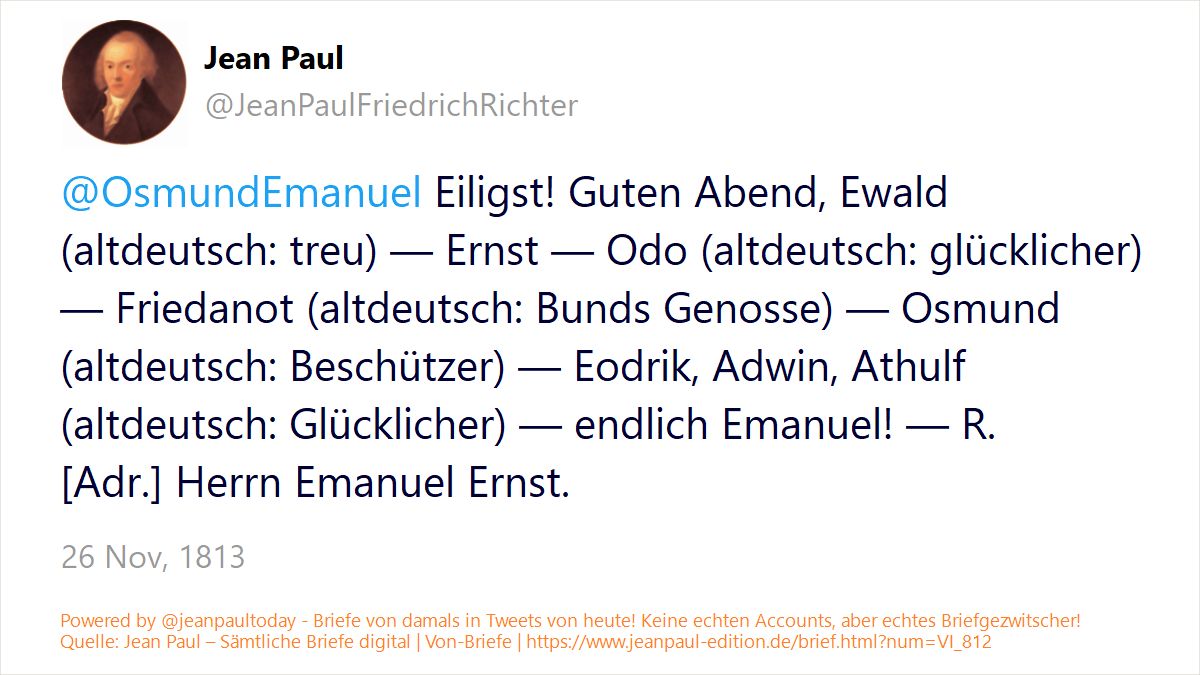 Jean Paul
@JeanPaulFriedrichRichter
@OsmundEmanuel Eiligst! Guten Abend, Ewald
(altdeutsch: treu) — Ernst — Odo (altdeutsch: glücklicher)
— Friedanot (altdeutsch: Bunds Genosse) — Osmund
(altdeutsch: Beschützer) — Eodrik, Adwin, Athulf
(altdeutsch: Glücklicher) — endlich Emanuel! — R.
[Adr.] Herrn Emanuel Ernst.
26 Nov, 1813
Powered by @jeanpaultoday - Briefe von damals in Tweets von heute! Keine echten Accounts, aber echtes Briefgezwitscher!
Quelle: Jean Paul – Sämtliche Briefe digital | Von-Briefe | https://www.jeanpaul-edition.de/brief.html?num=VI_812